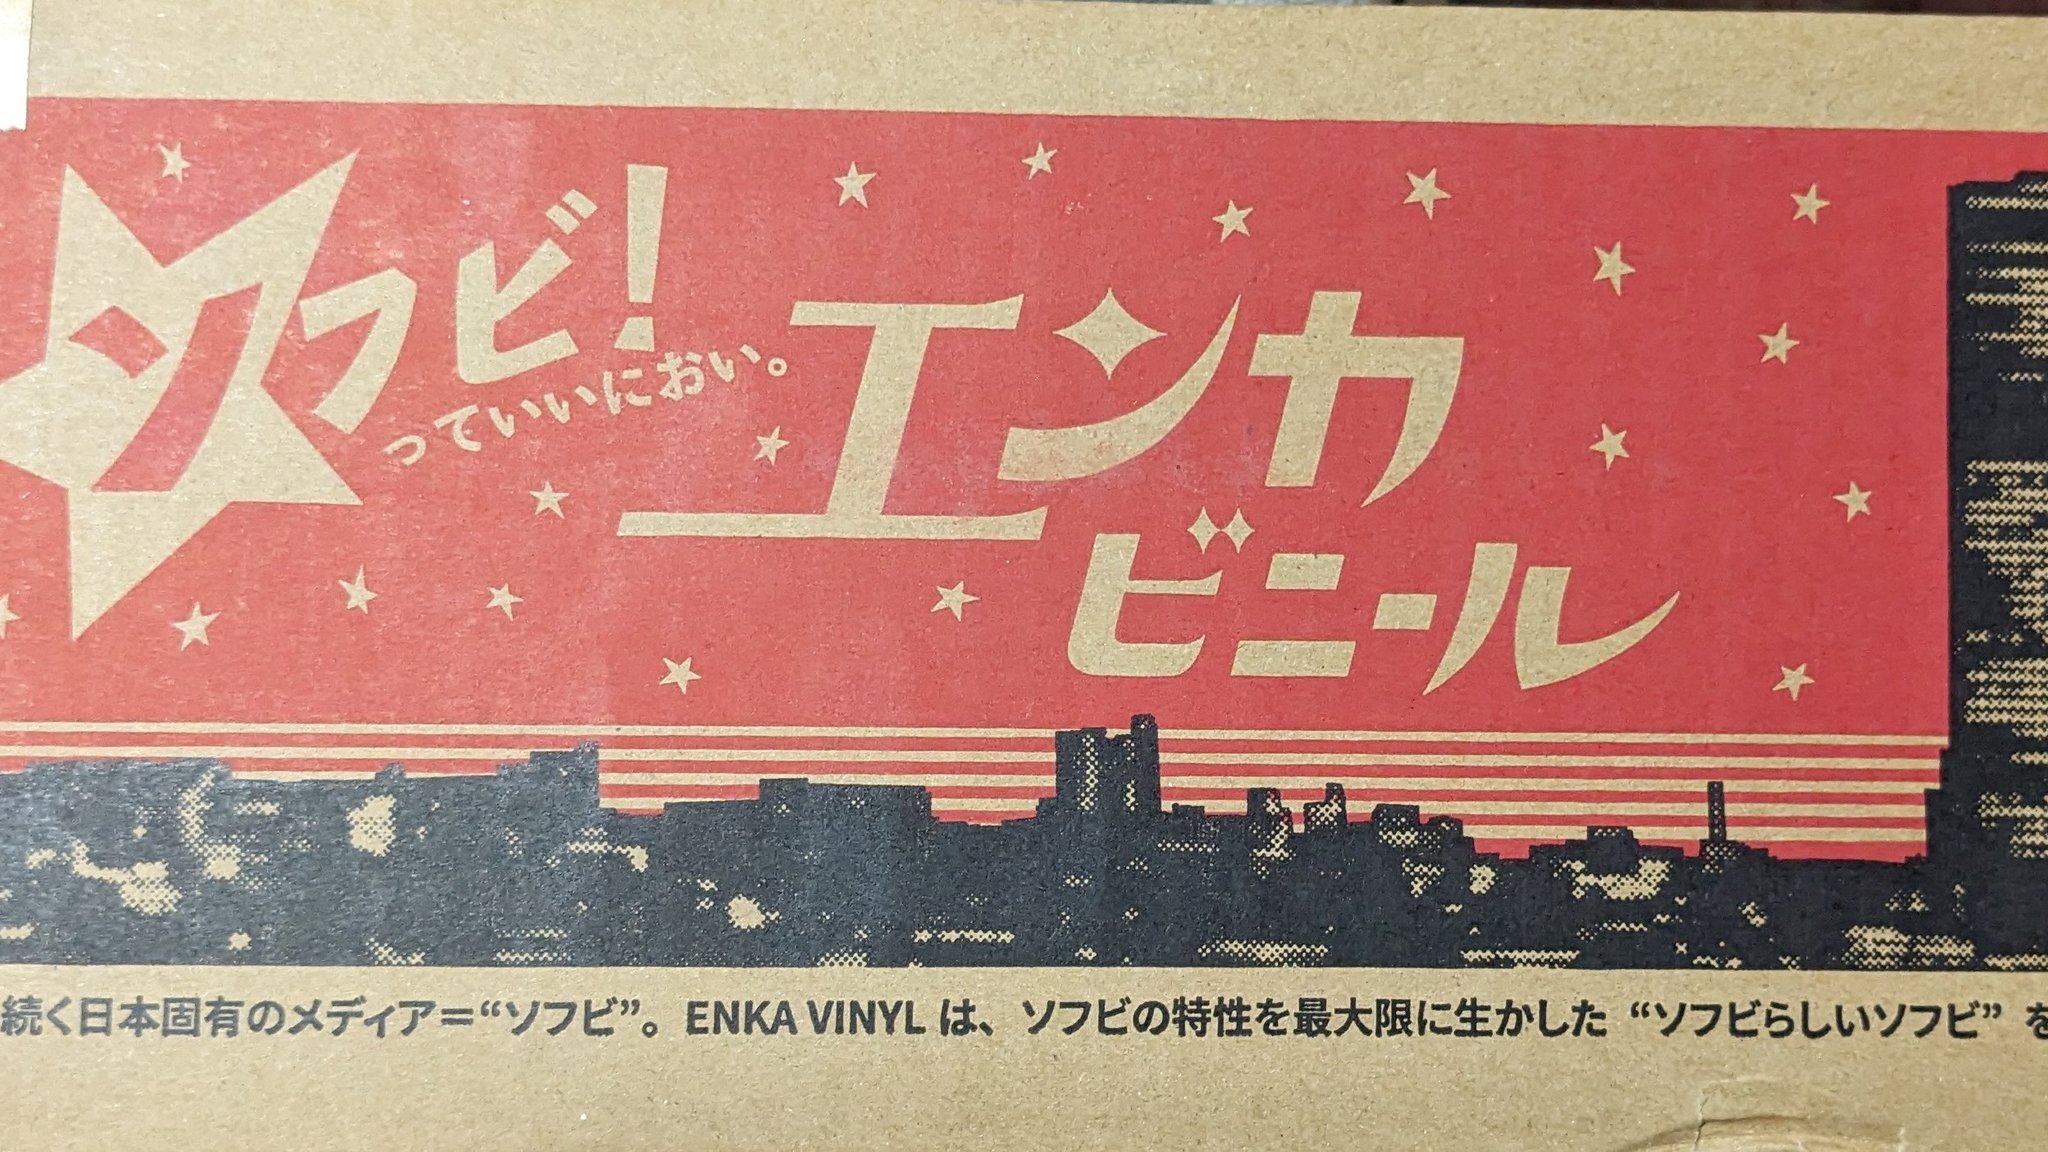 ソフビ!
っていいにおい。
エンカ
ビニール
続く日本固有のメディア＝“ソフビ”。ENKA VINYL は、ソフビの特性を最大限に生かした “ソフビらしいソフビ” を